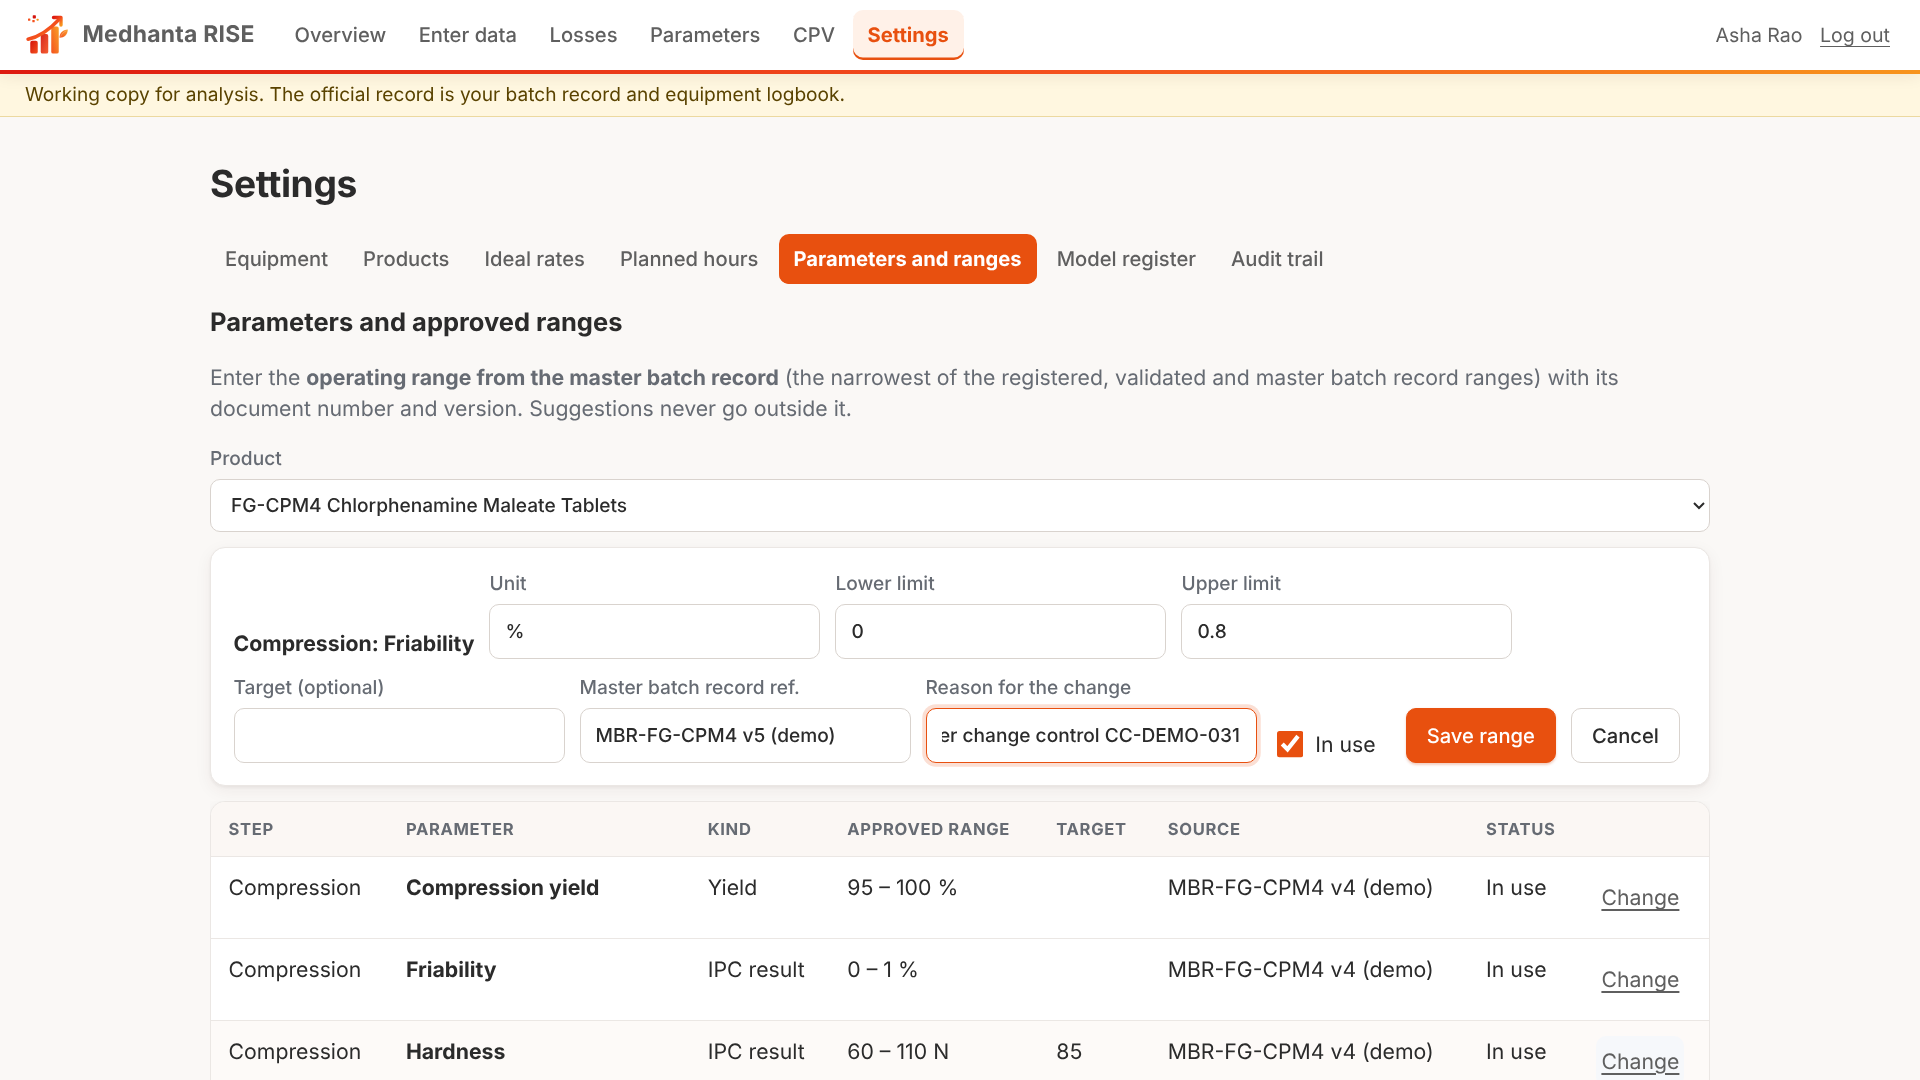 Medhanta RISE Overview Enter data Losses Parameters CPV Settings Asha Rao Log out
Working copy for analysis. The official record is your batch record and equipment logbook.
Settings
Equipment Products Ideal rates Planned hours Parameters and ranges Model register Audit trail
Parameters and approved ranges
Enter the operating range from the master batch record (the narrowest of the registered, validated and master batch record ranges) with its
document number and version. Suggestions never go outside it.
Product
FG-CPM4 Chlorphenamine Maleate Tablets
Unit Lower limit Upper limit
Compression: Friability % 0 0.8
Target (optional) Master batch record ref. Reason for the change
MBR-FG-CPM4 v5 (demo) er change control CC-DEMO-031 In use Save range Cancel
STEP PARAMETER KIND APPROVED RANGE TARGET SOURCE STATUS
Compression Compression yield Yield 95 – 100 % MBR-FG-CPM4 v4 (demo) In use Change
Compression Friability IPC result 0 – 1 % MBR-FG-CPM4 v4 (demo) In use Change
Compression Hardness IPC result 60 – 110 N 85 MBR-FG-CPM4 v4 (demo) In use Change